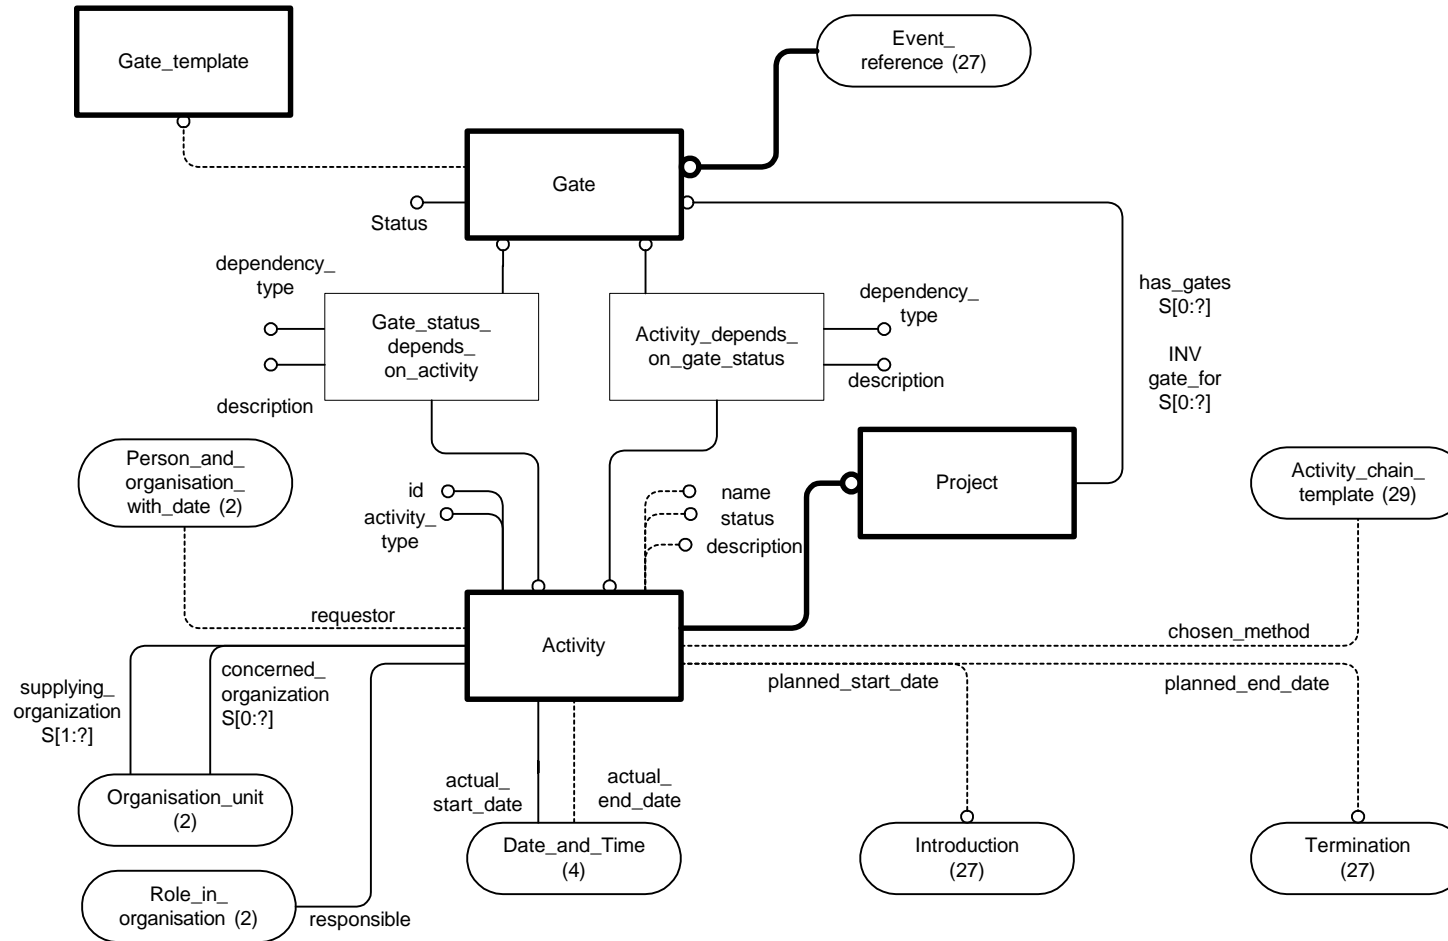 Gate_template
Event_
reference (27)
Gate
Status
dependency_
type
Gate_status_
depends_
on_activity
description
Activity_depends_
on_gate_status
dependency_
type
description
has_gates
S[0:?]
INV
gate_for
S[0:?]
Person_and_
organisation_
with_date (2)
id
activity_
type
name
status
description
Project
Activity_chain_
template (29)
requestor
Activity
chosen_method
supplying_
organization
S[1:?]
concerned_
organization
S[0:?]
planned_start_date
planned_end_date
Organisation_unit
(2)
actual_
start_date
actual_
end_date
Date_and_Time
(4)
Introduction
(27)
Termination
(27)
Role_in_
organisation (2)
responsible